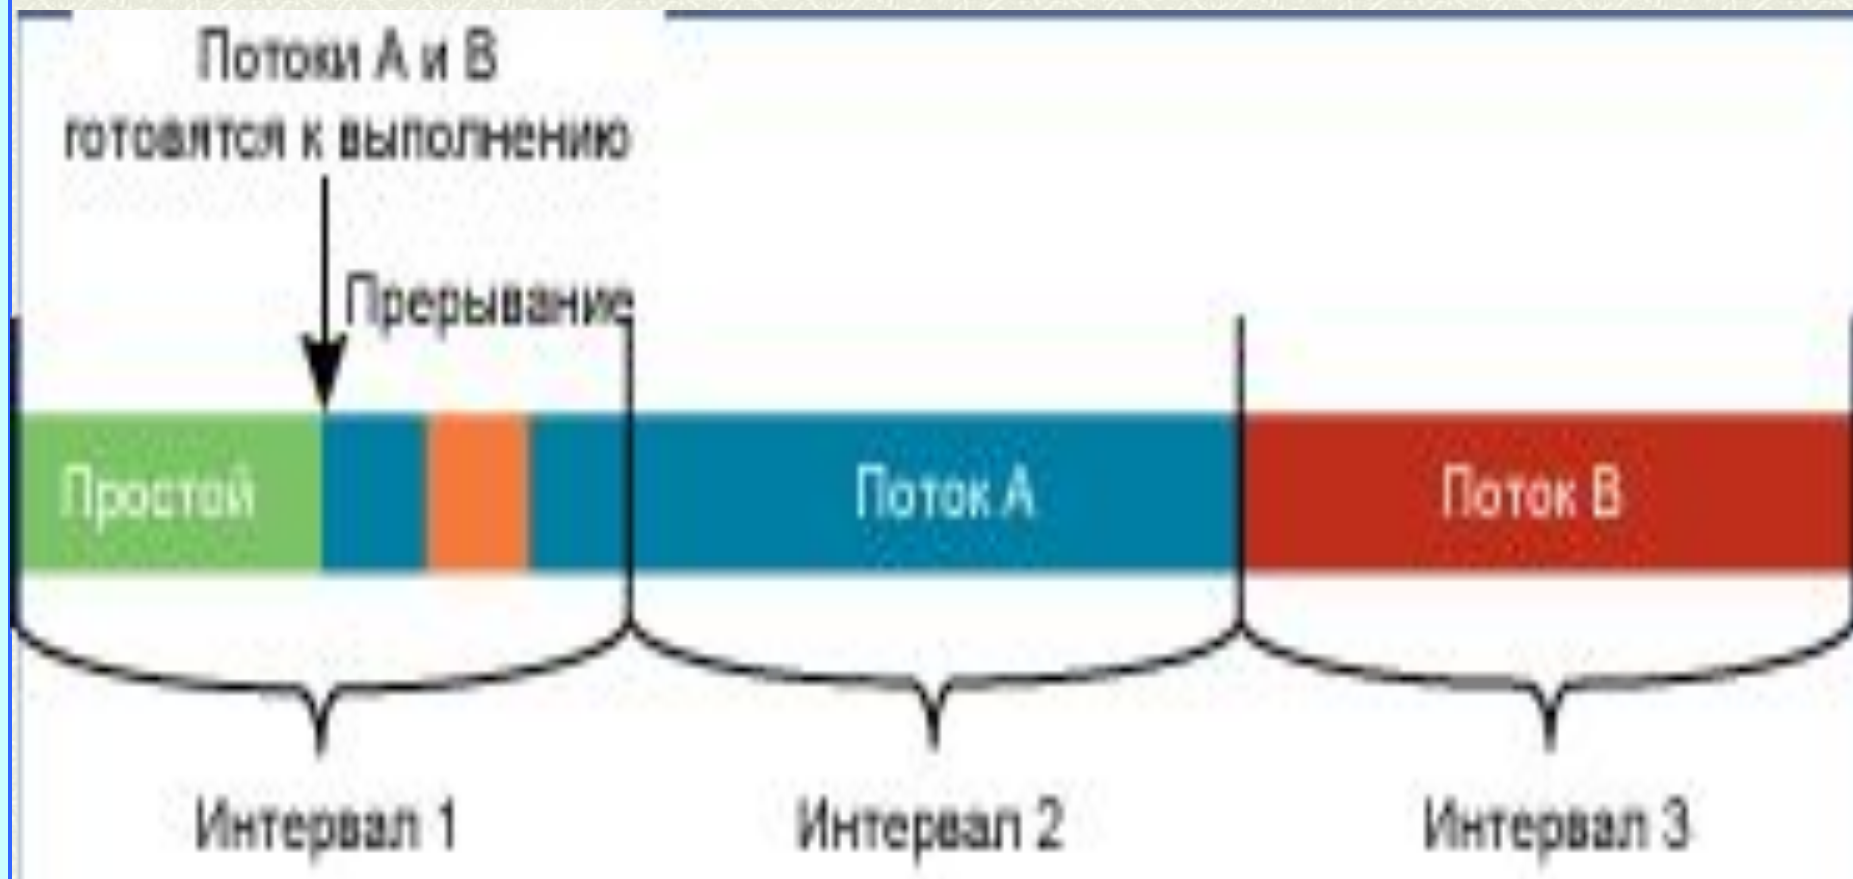 Потоки А и В
готовятся к выполнению
Прерывание
Простой
Поток А
Поток В
Интервал 1
Интервал 2
Интервал 3